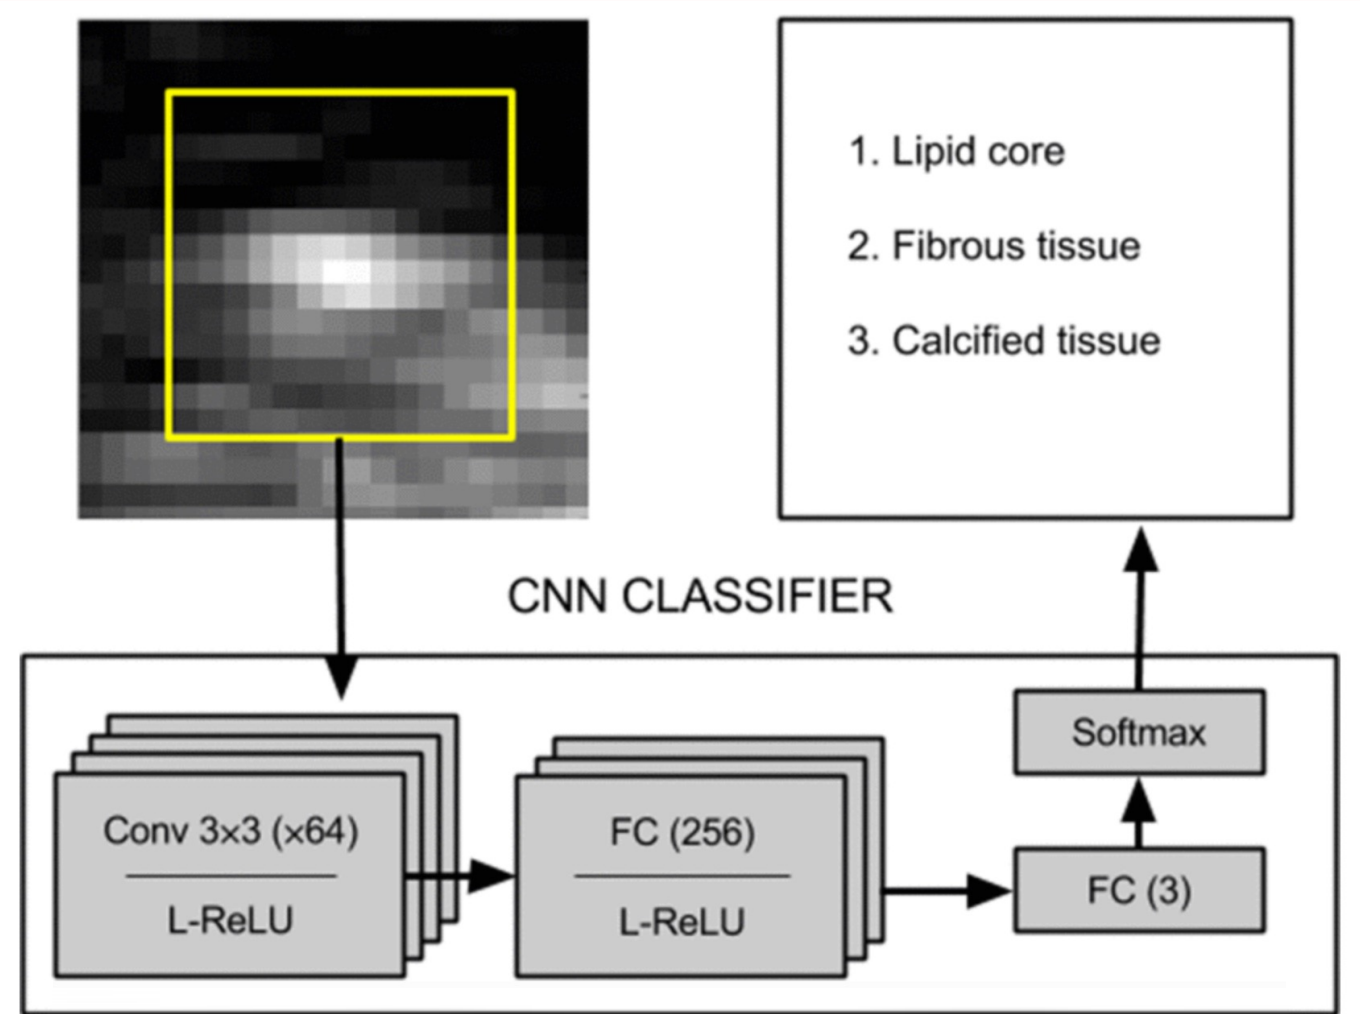 1. Lipid core
2. Fibrous tissue
3. Calcified tissue
CNN CLASSIFIER
Conv 3×3 (×64)
L-ReLU
FC (256)
L-ReLU
Softmax
FC (3)